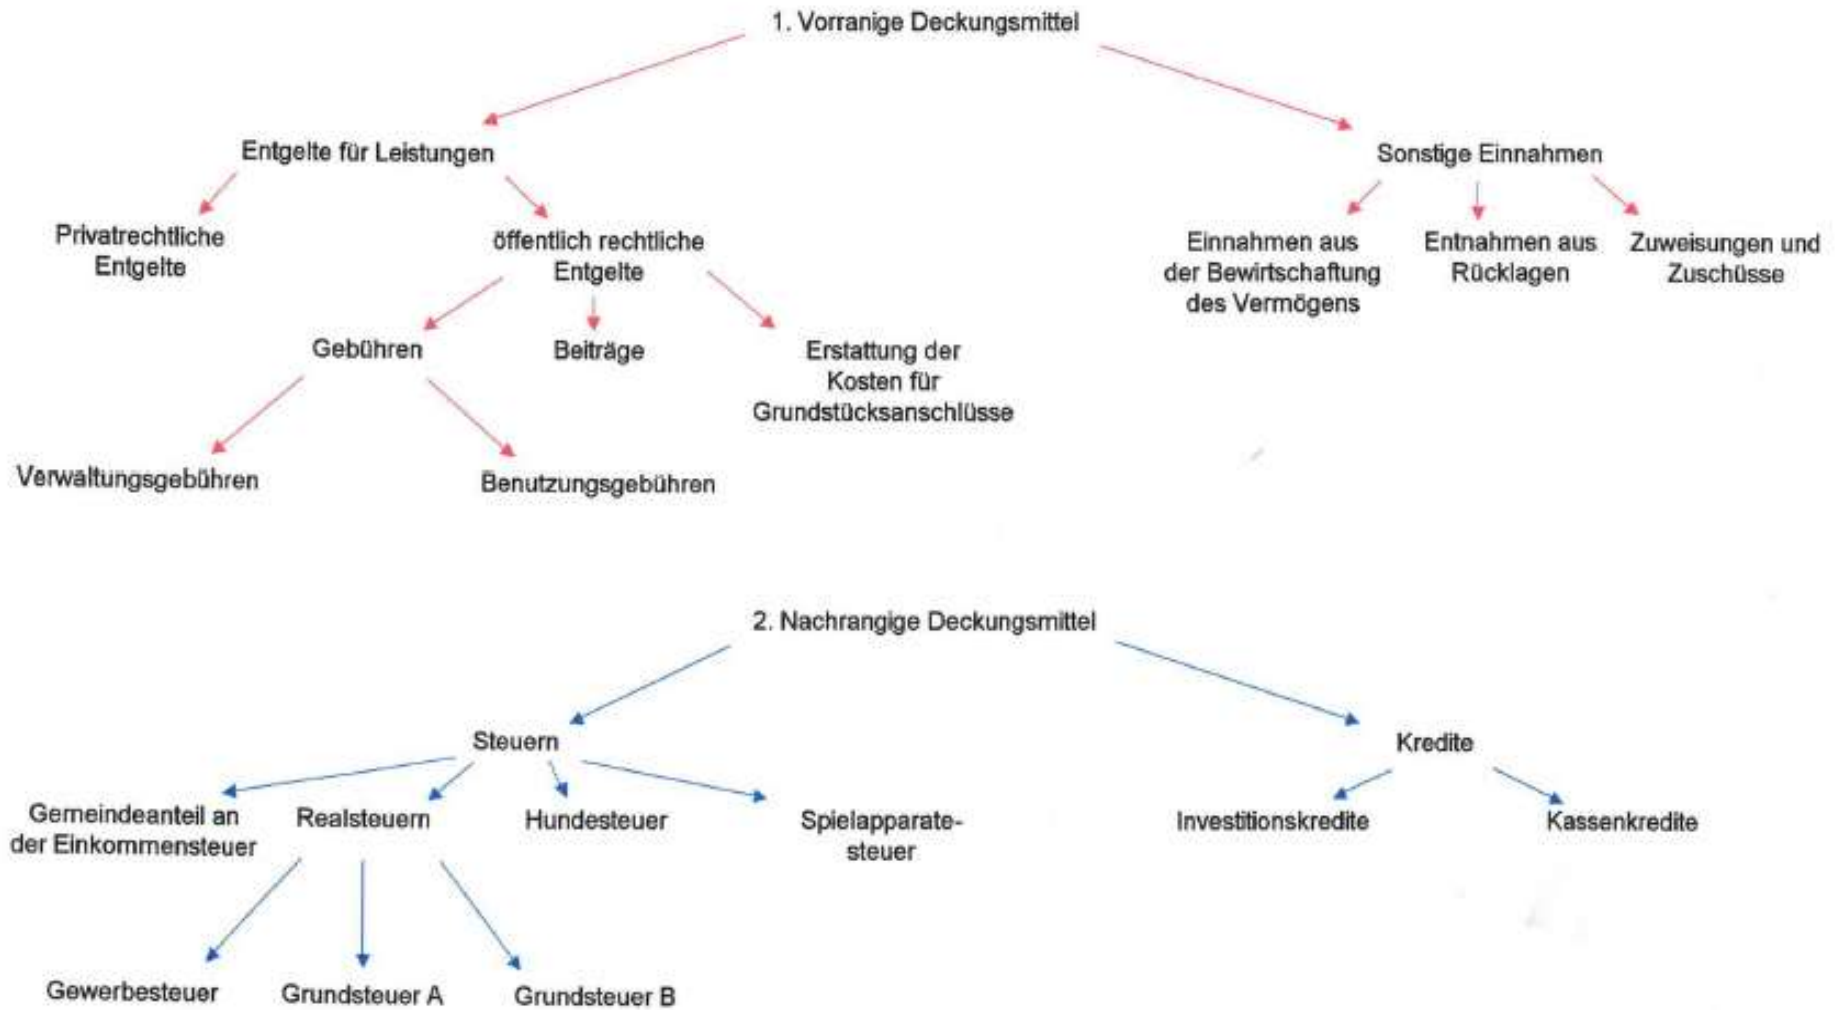 1. Vorranige Deckungsmittel
Entgelte für Leistungen
Sonstige Einnahmen
Privatrechtliche
Entgelte
öffentlich rechtliche
Entgelte
Einnahmen aus
der Bewirtschaftung
des Vermögens
Entnahmen aus
Rücklagen
Zuweisungen und
Zuschüsse
Gebühren
Beiträge
Erstattung der
Kosten für
Grundstücksanschlüsse
Verwaltungsgebühren
Benutzungsgebühren
2. Nachrangige Deckungsmittel
Steuern
Kredite
Gemeindeanteil an
der Einkommensteuer
Realsteuern
Hundesteuer
Spielapparate-
steuer
Investitionskredite
Kassenkredite
Gewerbesteuer
Grundsteuer A
Grundsteuer B